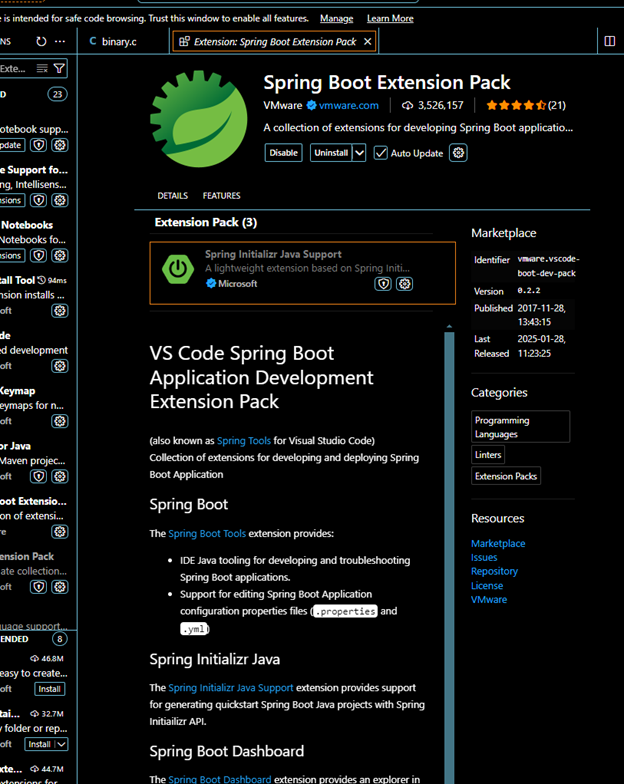 e is intended for safe code browsing. Trust this window to enable all features. Manage Learn More
NS
binary.c
Extension: Spring Boot Extension Pack
Exte...
D 23
otebook supp...
pdate
e Support fo...
ng, Intellisens...
nsions
Notebooks
Notebooks fo...
ensions
tall Tool 94ms
nsion installs ...
oft
de
ed development
oft
Keymap
eymaps for n...
oft
or Java
Maven projec...
oft
oot Extensio...
on of extensi...
re
ension Pack
ate collection...
oft
guage support...
ENDED 8
46.8M
easy to create...
oft Install
tai... 32.7M
y folder or rep...
oft Install
xte... 44.7M
xtensions for
Spring Boot Extension Pack
VMware vmware.com 3,526,157 (21)
A collection of extensions for developing Spring Boot applicatio...
Disable Uninstall Auto Update
DETAILS FEATURES
Extension Pack (3)
Spring Initializr Java Support
A lightweight extension based on Spring Initi...
Microsoft
VS Code Spring Boot
Application Development
Extension Pack
(also known as Spring Tools for Visual Studio Code)
Collection of extensions for developing and deploying Spring
Boot Application
Spring Boot
The Spring Boot Tools extension provides:
• IDE Java tooling for developing and troubleshooting
Spring Boot applications.
• Support for editing Spring Boot Application
configuration properties files (.properties and
.yml)
Spring Initializr Java
The Spring Initializr Java Support extension provides support
for generating quickstart Spring Boot Java projects with Spring
Initiailizr API.
Spring Boot Dashboard
The Spring Boot Dashboard extension provides an explorer in
Marketplace
Identifier vmware.vscode-
boot-dev-pack
Version 0.2.2
Published 2017-11-28,
13:43:15
Last 2025-01-28,
Released 11:23:25
Categories
Programming
Languages
Linters
Extension Packs
Resources
Marketplace
Issues
Repository
License
VMware